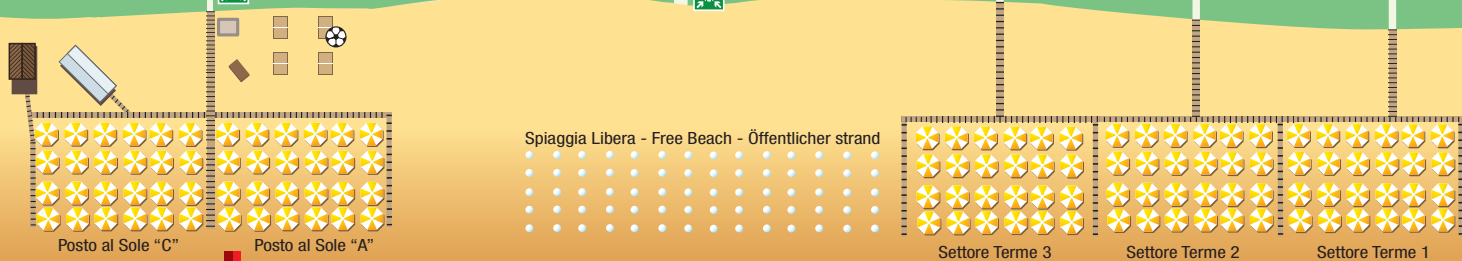 Spiaggia Libera - Free Beach - Öffentlicher strand
Posto al Sole “C”
Posto al Sole “A”
Settore Terme 3
Settore Terme 2
Settore Terme 1